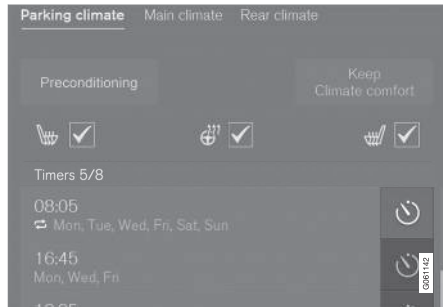 Parking climate Main climate Rear climate
Preconditioning
Keep
Climate comfort
Timers 5/8
08:05
Mon, Tue, Wed, Fri, Sat, Sun
16:45
Mon, Wed, Fri
G061142